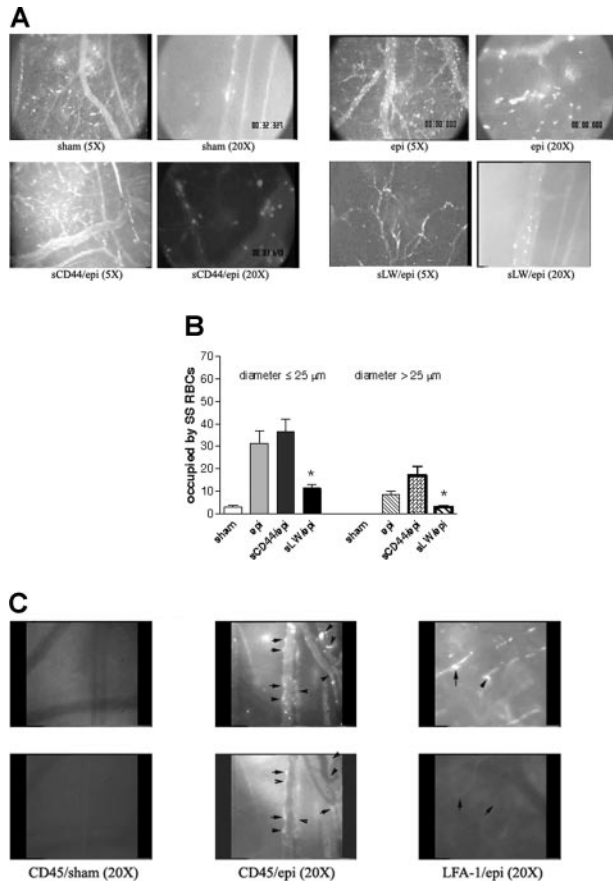 A
sham (5X)
sham (20X)
epi (5X)
epi (20X)
sCD44/epi (5X)
sCD44/epi (20X)
sLW/epi (5X)
sLW/epi (20X)
B
occupied by SS RBCs
70
60
50
40
30
20
10
0
diameter ≤ 25 µm
diameter > 25 µm
*
*
sham
epi
sCD44/epi
sLW/epi
sham
epi
sCD44/epi
sLW/epi
C
CD45/sham (20X)
CD45/epi (20X)
LFA-1/epi (20X)